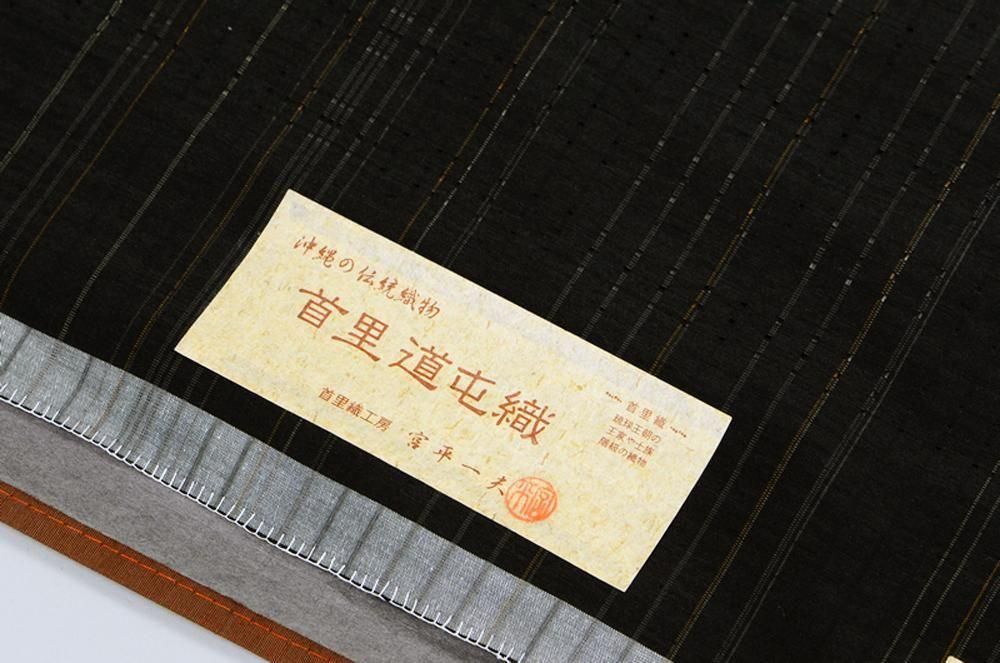 沖縄の伝統織物
首里道屯織
首里織工房 宮平一夫
~首里織~
琉球王朝の
王家や士族
階級の織物